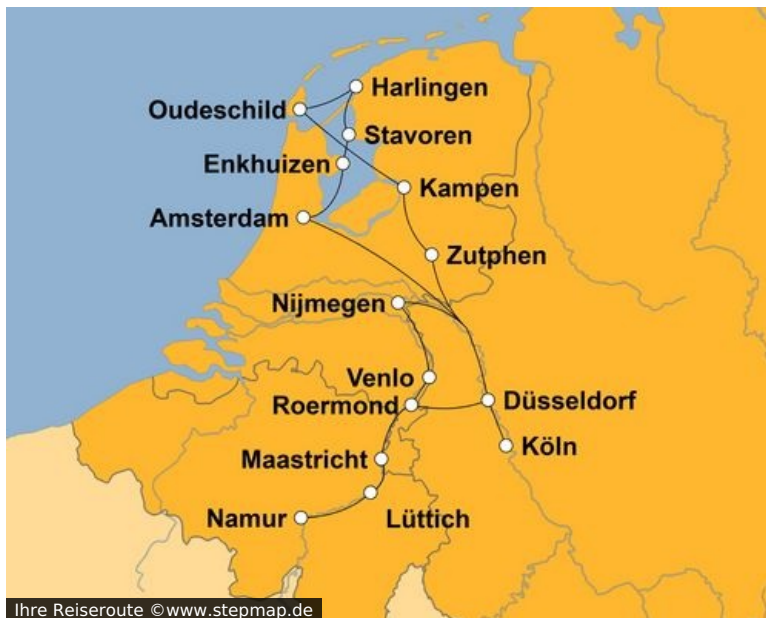 Harlingen
Oudeschild
Stavoren
Enkhuizen
Kampen
Amsterdam
Zutphen
Nijmegen
Venlo
Roermond
Düsseldorf
Köln
Maastricht
Namur
Lüttich
Ihre Reiseroute ©www.stepmap.de